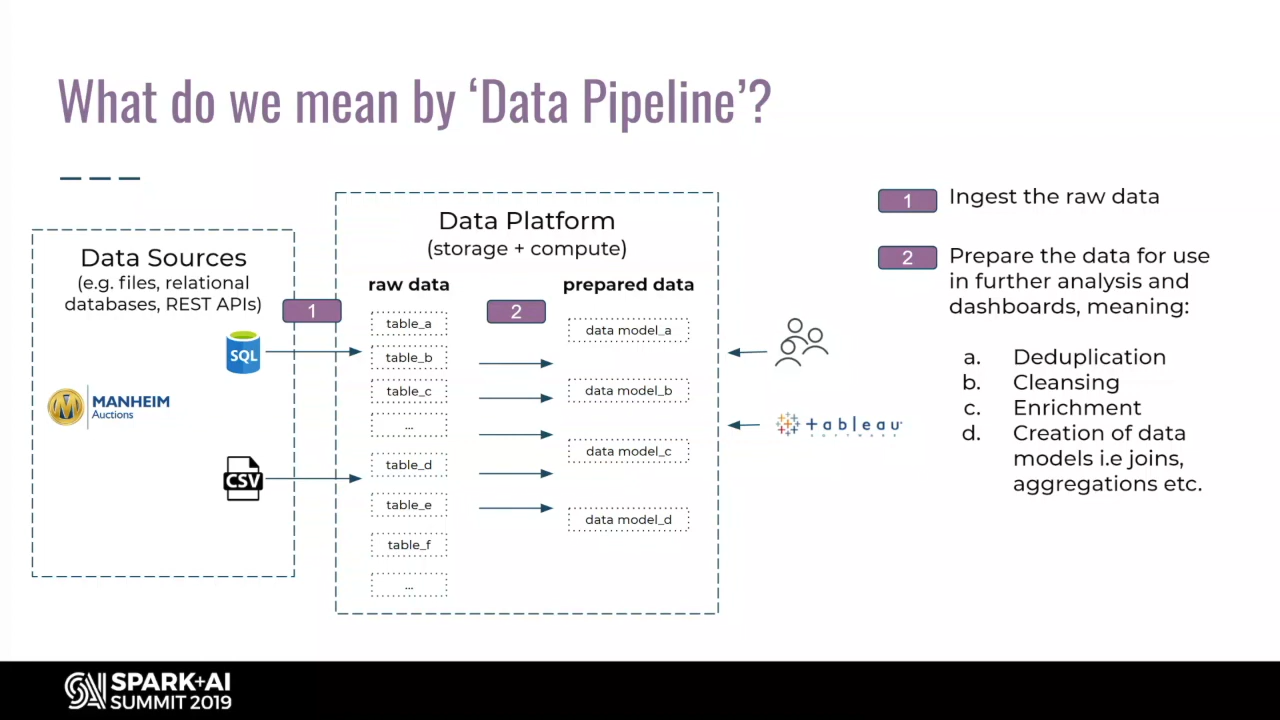 What do we mean by ‘Data Pipeline’?
Data Sources
(e.g. files, relational
databases, REST APIs)
SQL
MANHEIM
Auctions
CSV
1
Data Platform
(storage + compute)
raw data
table_a
table_b
table_c
...
table_d
table_e
table_f
...
2
prepared data
data model_a
data model_b
data model_c
data model_d
+ableau
SOFTWARE
1
Ingest the raw data
2
Prepare the data for use
in further analysis and
dashboards, meaning:
a. Deduplication
b. Cleansing
c. Enrichment
d. Creation of data
models i.e joins,
aggregations etc.
SPARK+AI
SUMMIT 2019